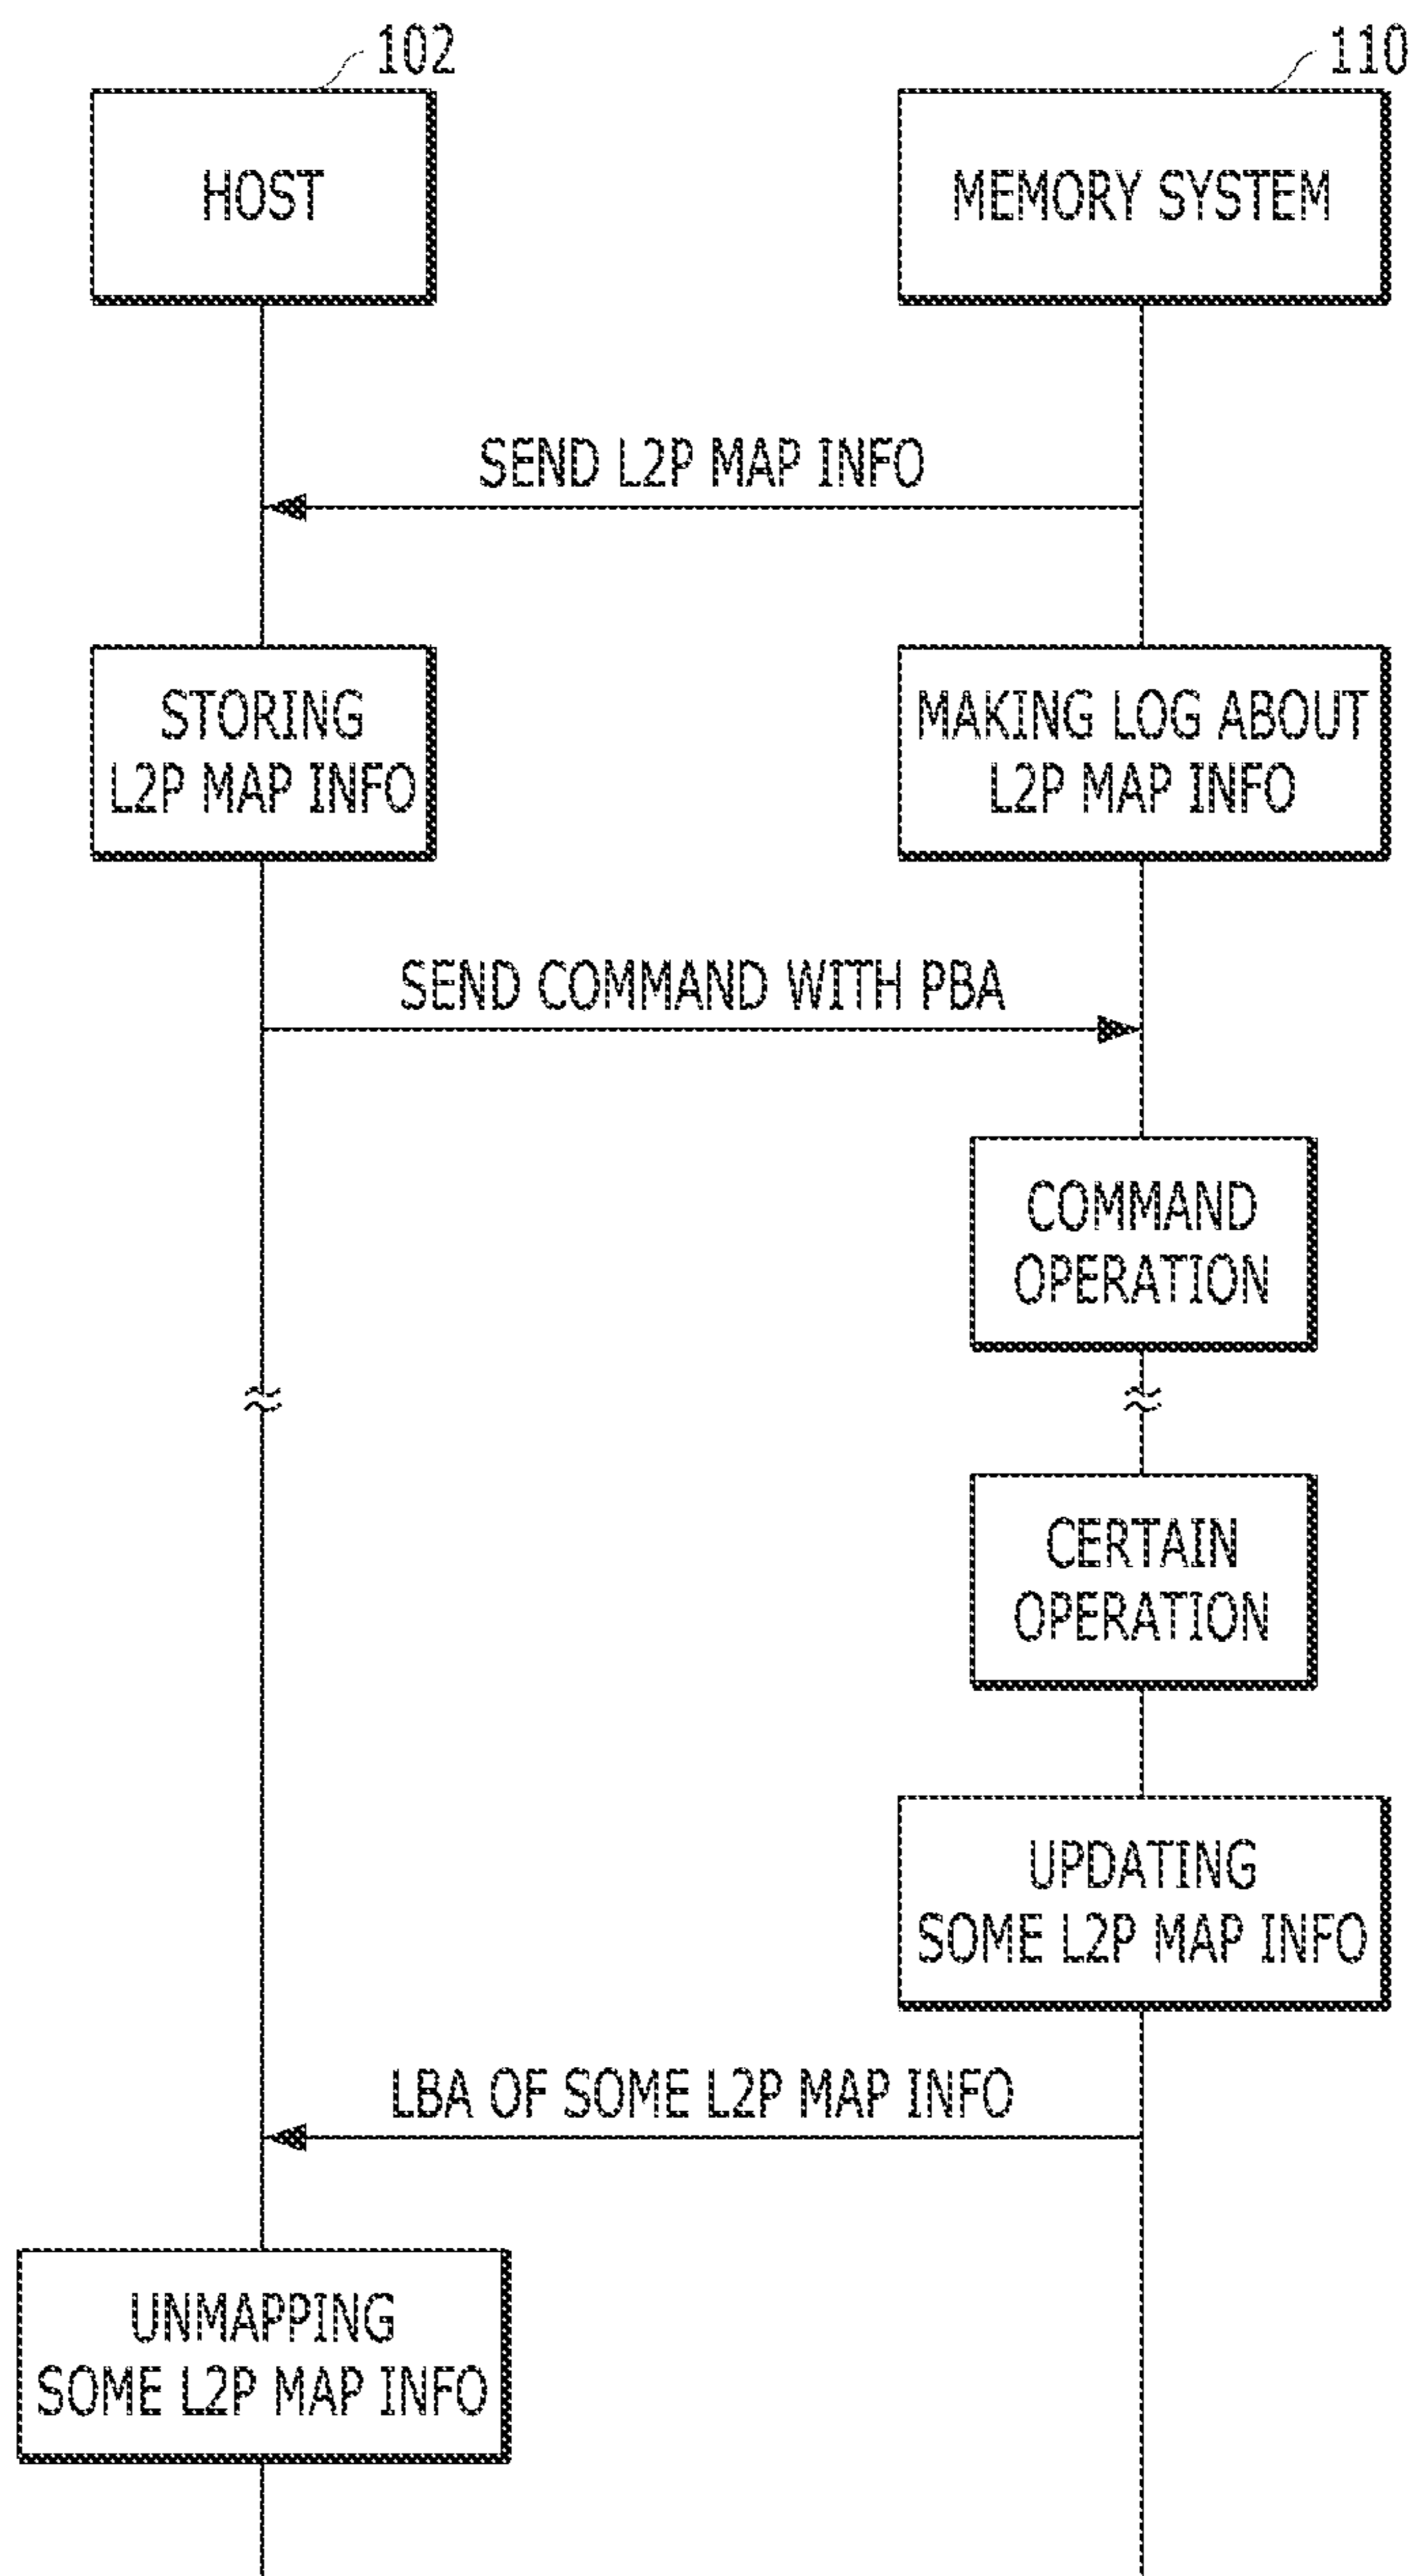 102
110
HOST
MEMORY SYSTEM
SEND L2P MAP INFO
STORING
L2P MAP INFO
MAKING LOG ABOUT
L2P MAP INFO
SEND COMMAND WITH PBA
COMMAND
OPERATION
CERTAIN
OPERATION
UPDATING
SOME L2P MAP INFO
LBA OF SOME L2P MAP INFO
UNMAPPING
SOME L2P MAP INFO